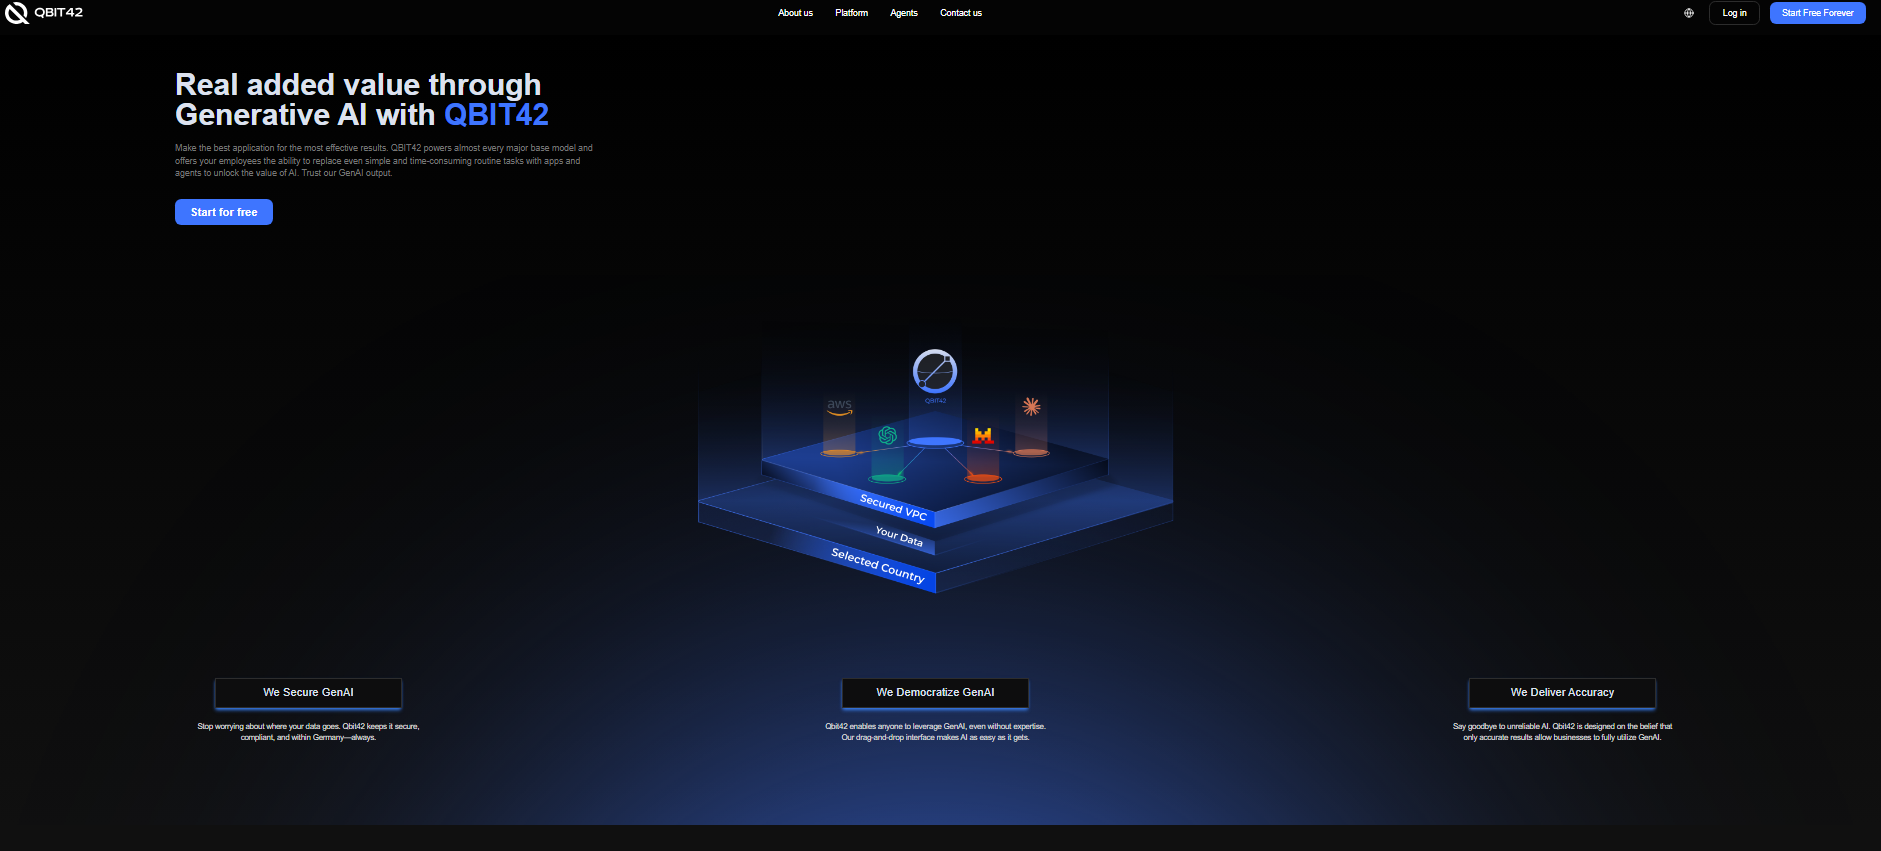 QBIT42
About us
Platform
Agents
Contact us
Log in
Start Free Forever
Real added value through
Generative AI with QBIT42
Make the best application for the most effective results. QBIT42 powers almost every major base model and
offers your employees the ability to replace even simple and time-consuming routine tasks with apps and
agents to unlock the value of AI. Trust our GenAI output.
Start for free
QBIT42
aws
Secured VPC
Your Data
Selected Country
We Secure GenAI
Stop worrying about where your data goes. Qbit42 keeps it secure,
compliant, and within Germany—always.
We Democratize GenAI
Qbit42 enables anyone to leverage GenAI, even without expertise.
Our drag-and-drop interface makes AI as easy as it gets.
We Deliver Accuracy
Say goodbye to unreliable AI. Qbit42 is designed on the belief that
only accurate results allow businesses to fully utilize GenAI.